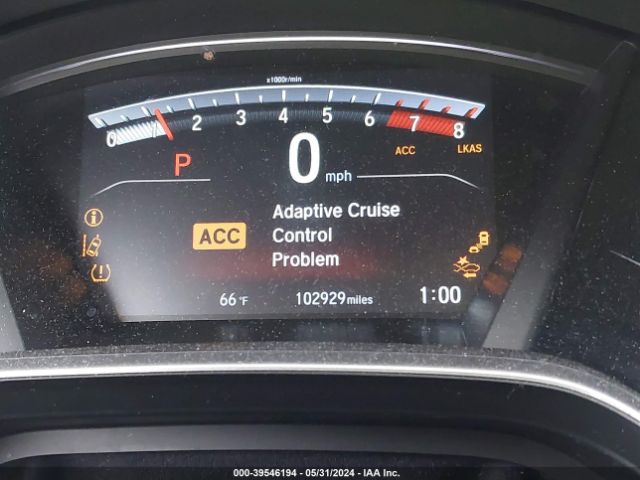 x1000r/min
0 1 2 3 4 5 6 7 8
ACC
LKAS
P
0 mph
ACC
Adaptive Cruise
Control
Problem
66°F
102929 miles
1:00
000-39546194 - 05/31/2024 - IAA Inc.